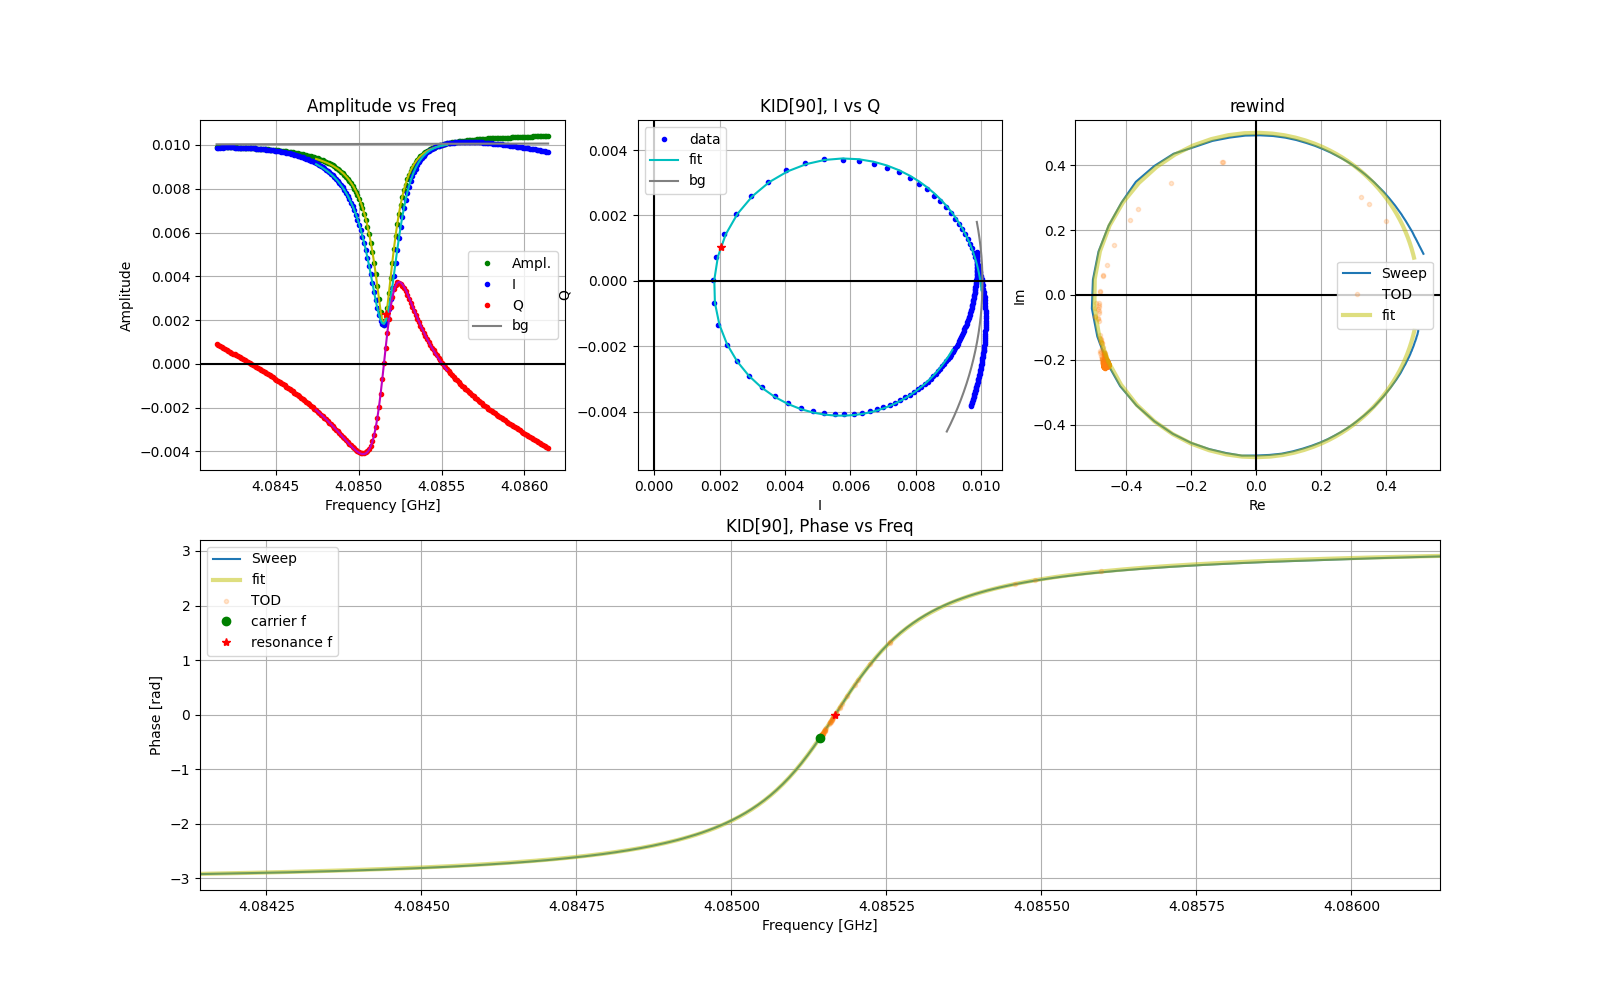 Amplitude vs Freq
Amplitude
0.010
0.008
0.006
0.004
0.002
0.000
−0.002
−0.004
Ampl.
I
Q
bg
4.0845 4.0850 4.0855 4.0860
Frequency [GHz]
KID[90], I vs Q
Q
0.004
0.002
0.000
−0.002
−0.004
data
fit
bg
0.000 0.002 0.004 0.006 0.008 0.010
I
rewind
Im
0.4
0.2
0.0
−0.2
−0.4
Sweep
TOD
fit
−0.4 −0.2 0.0 0.2 0.4
Re
KID[90], Phase vs Freq
Phase [rad]
3
2
1
0
−1
−2
−3
Sweep
fit
TOD
carrier f
resonance f
4.08425 4.08450 4.08475 4.08500 4.08525 4.08550 4.08575 4.08600
Frequency [GHz]